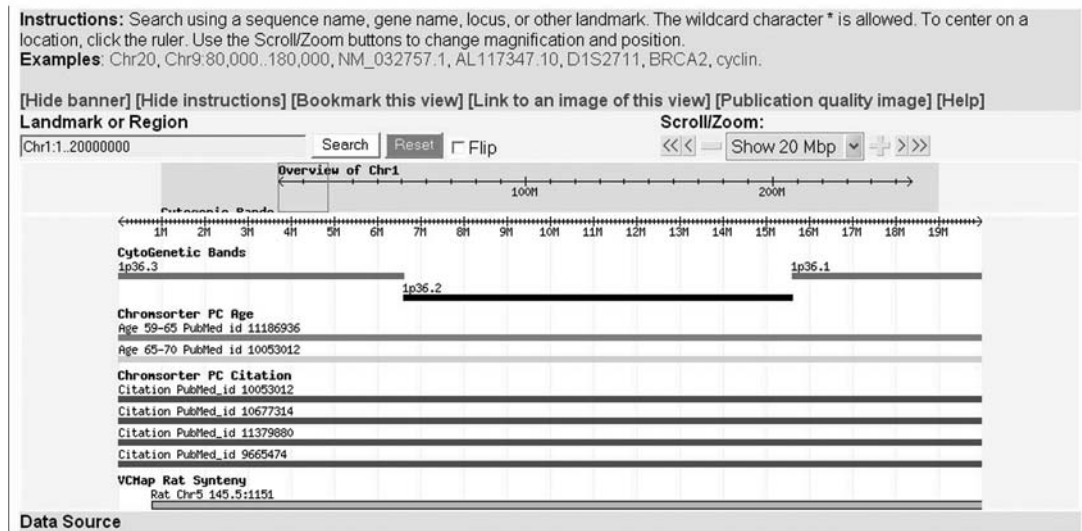 Instructions: Search using a sequence name, gene name, locus, or other landmark. The wildcard character * is allowed. To center on a
location, click the ruler. Use the Scroll/Zoom buttons to change magnification and position.
Examples: Chr20, Chr9:80,000..180,000, NM_032757.1, AL117347.10, D1S2711, BRCA2, cyclin.
[Hide banner] [Hide instructions] [Bookmark this view] [Link to an image of this view] [Publication quality image] [Help]
Landmark or Region Scroll/Zoom:
Chr1:1..20000000 Search Reset Flip << < Show 20 Mbp > >>
Overview of Chr1
100M 200M
Cytogenic Bands
1M 2M 3M 4M 5M 6M 7M 8M 9M 10M 11M 12M 13M 14M 15M 16M 17M 18M 19M
CytoGenetic Bands
1p36.3 1p36.1
1p36.2
Chromsorter PC Age
Age 59-65 PubMed id 11186936
Age 65-70 PubMed id 10053012
Chromsorter PC Citation
Citation PubMed_id 10053012
Citation PubMed_id 10677314
Citation PubMed_id 11379880
Citation PubMed_id 9665474
VCMap Rat Synteny
Rat Chr5 145.5:1151
Data Source